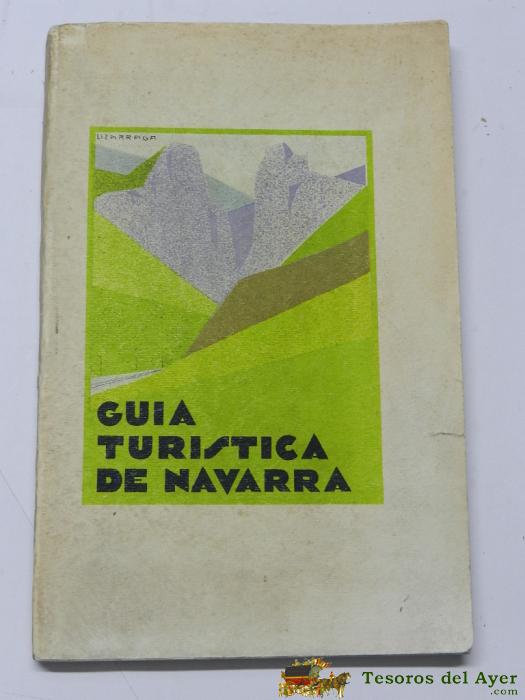 LIZARRAGA
GUIA
TURISTICA
DE NAVARRA
Tesoros del Ayer
.com